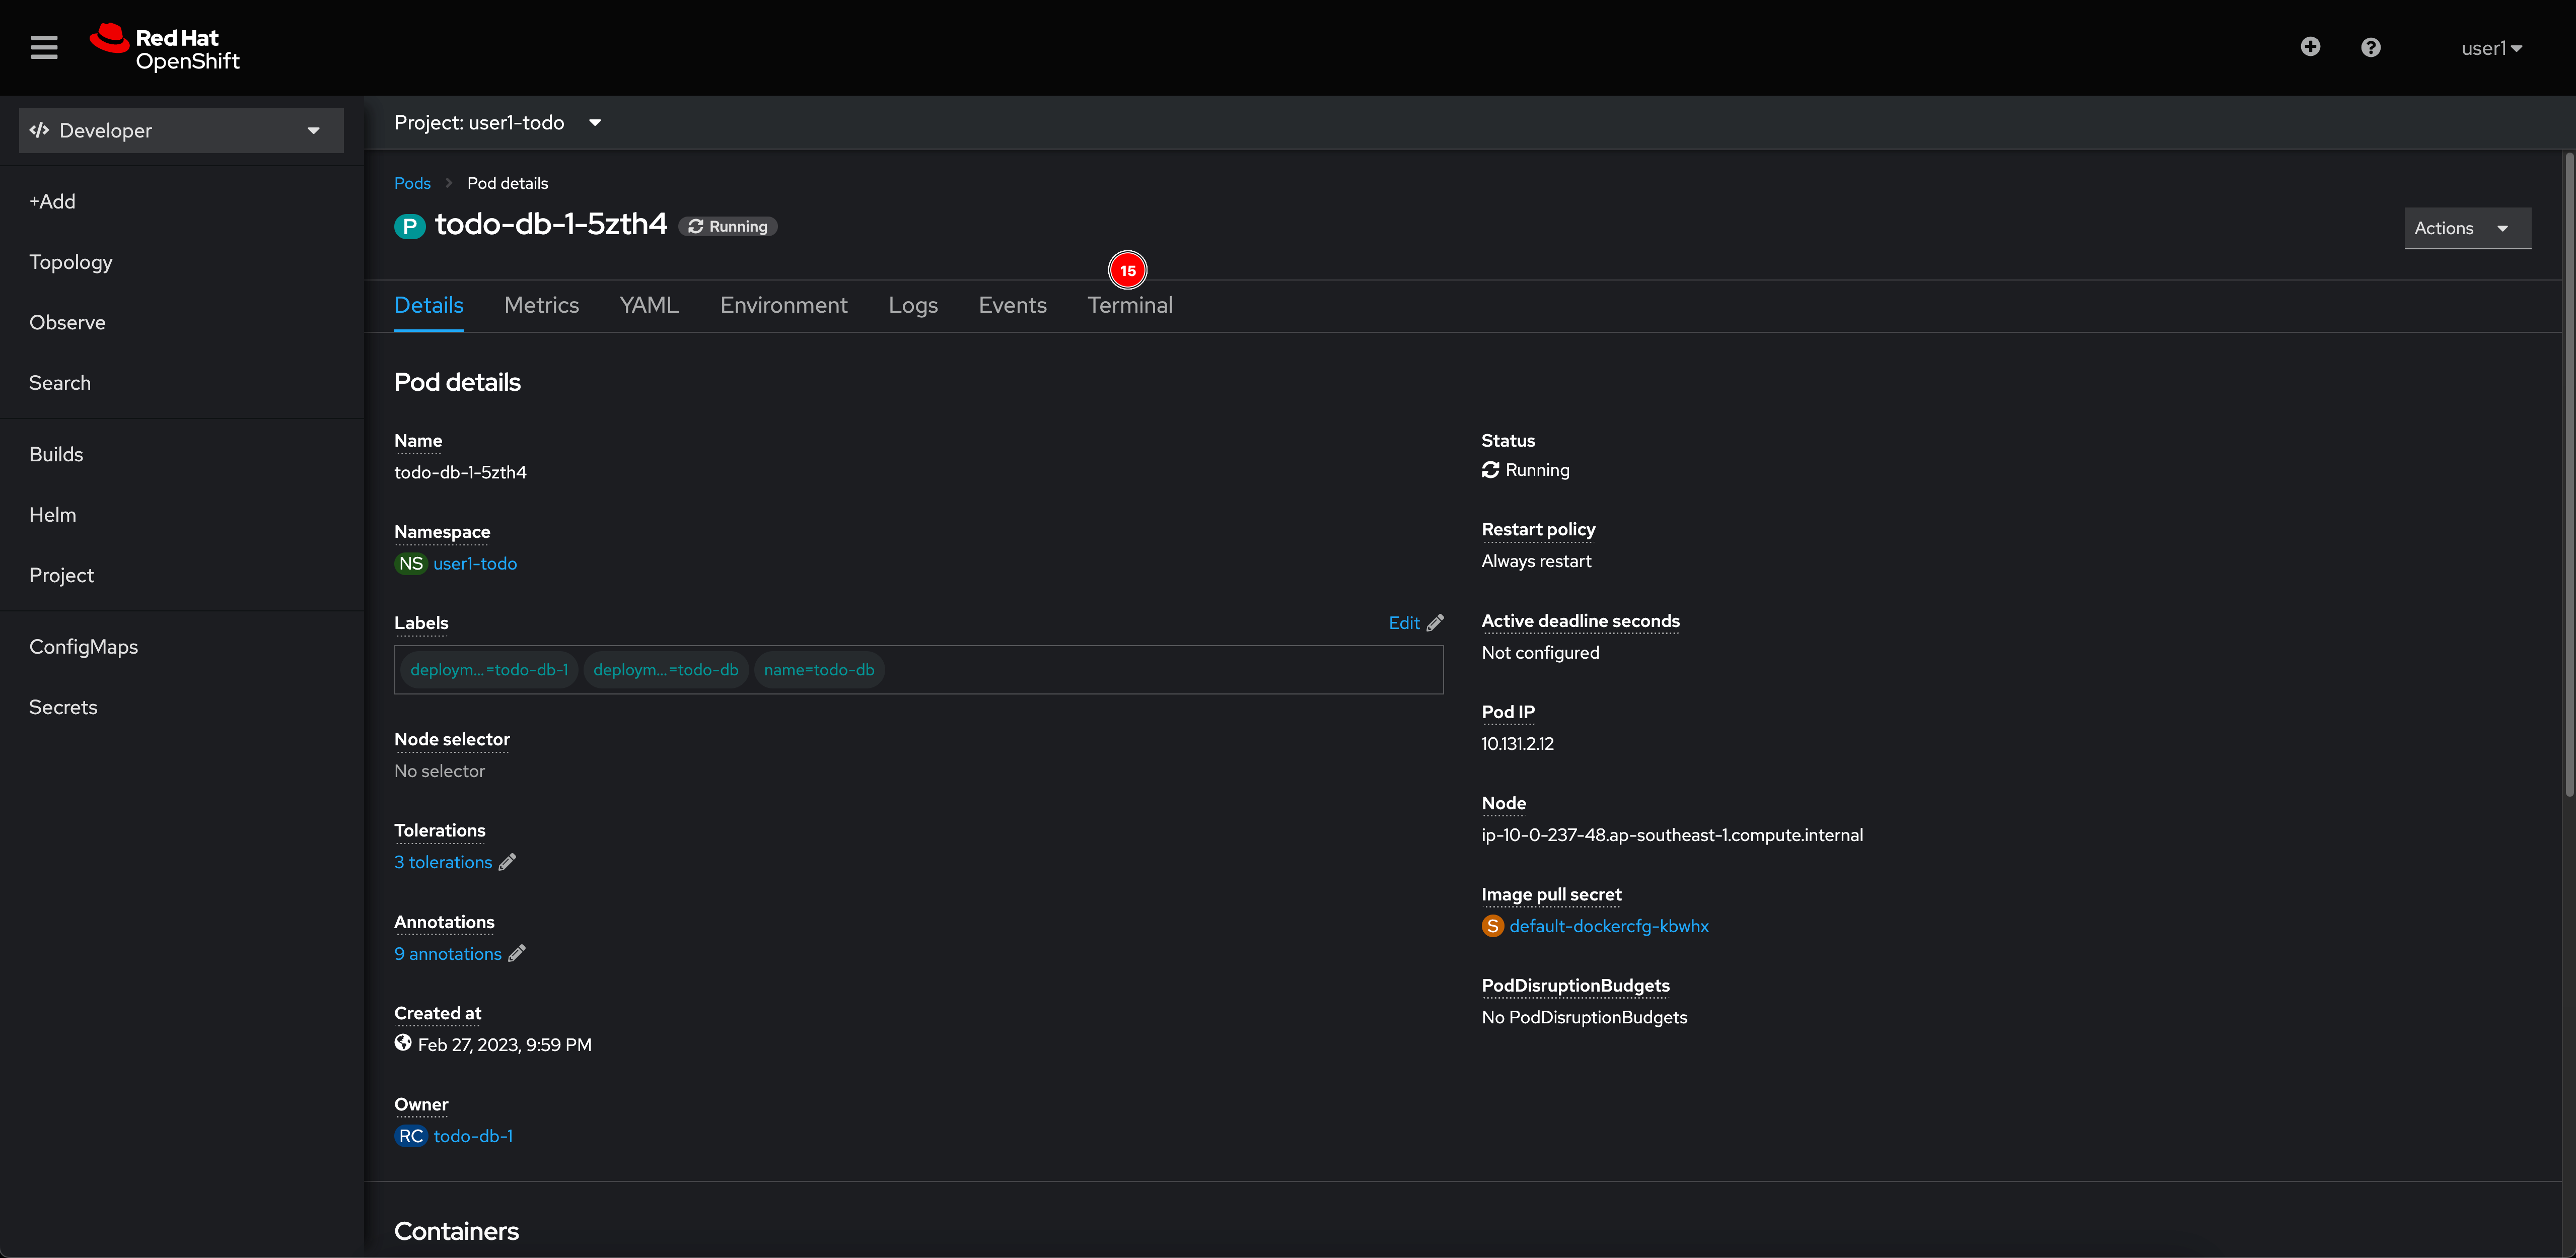 Red Hat
OpenShift
user1
Developer
+Add
Topology
Observe
Search
Builds
Helm
Project
ConfigMaps
Secrets
Project: user1-todo
Pods
Pod details
P todo-db-1-5zth4 Running
Actions
15
Details Metrics YAML Environment Logs Events Terminal
Pod details
Name
todo-db-1-5zth4
Namespace
NS user1-todo
Labels
Edit
deploym...=todo-db-1 deploym...=todo-db name=todo-db
Node selector
No selector
Tolerations
3 tolerations
Annotations
9 annotations
Created at
Feb 27, 2023, 9:59 PM
Owner
RC todo-db-1
Status
Running
Restart policy
Always restart
Active deadline seconds
Not configured
Pod IP
10.131.2.12
Node
ip-10-0-237-48.ap-southeast-1.compute.internal
Image pull secret
S default-dockercfg-kbwhx
PodDisruptionBudgets
No PodDisruptionBudgets
Containers